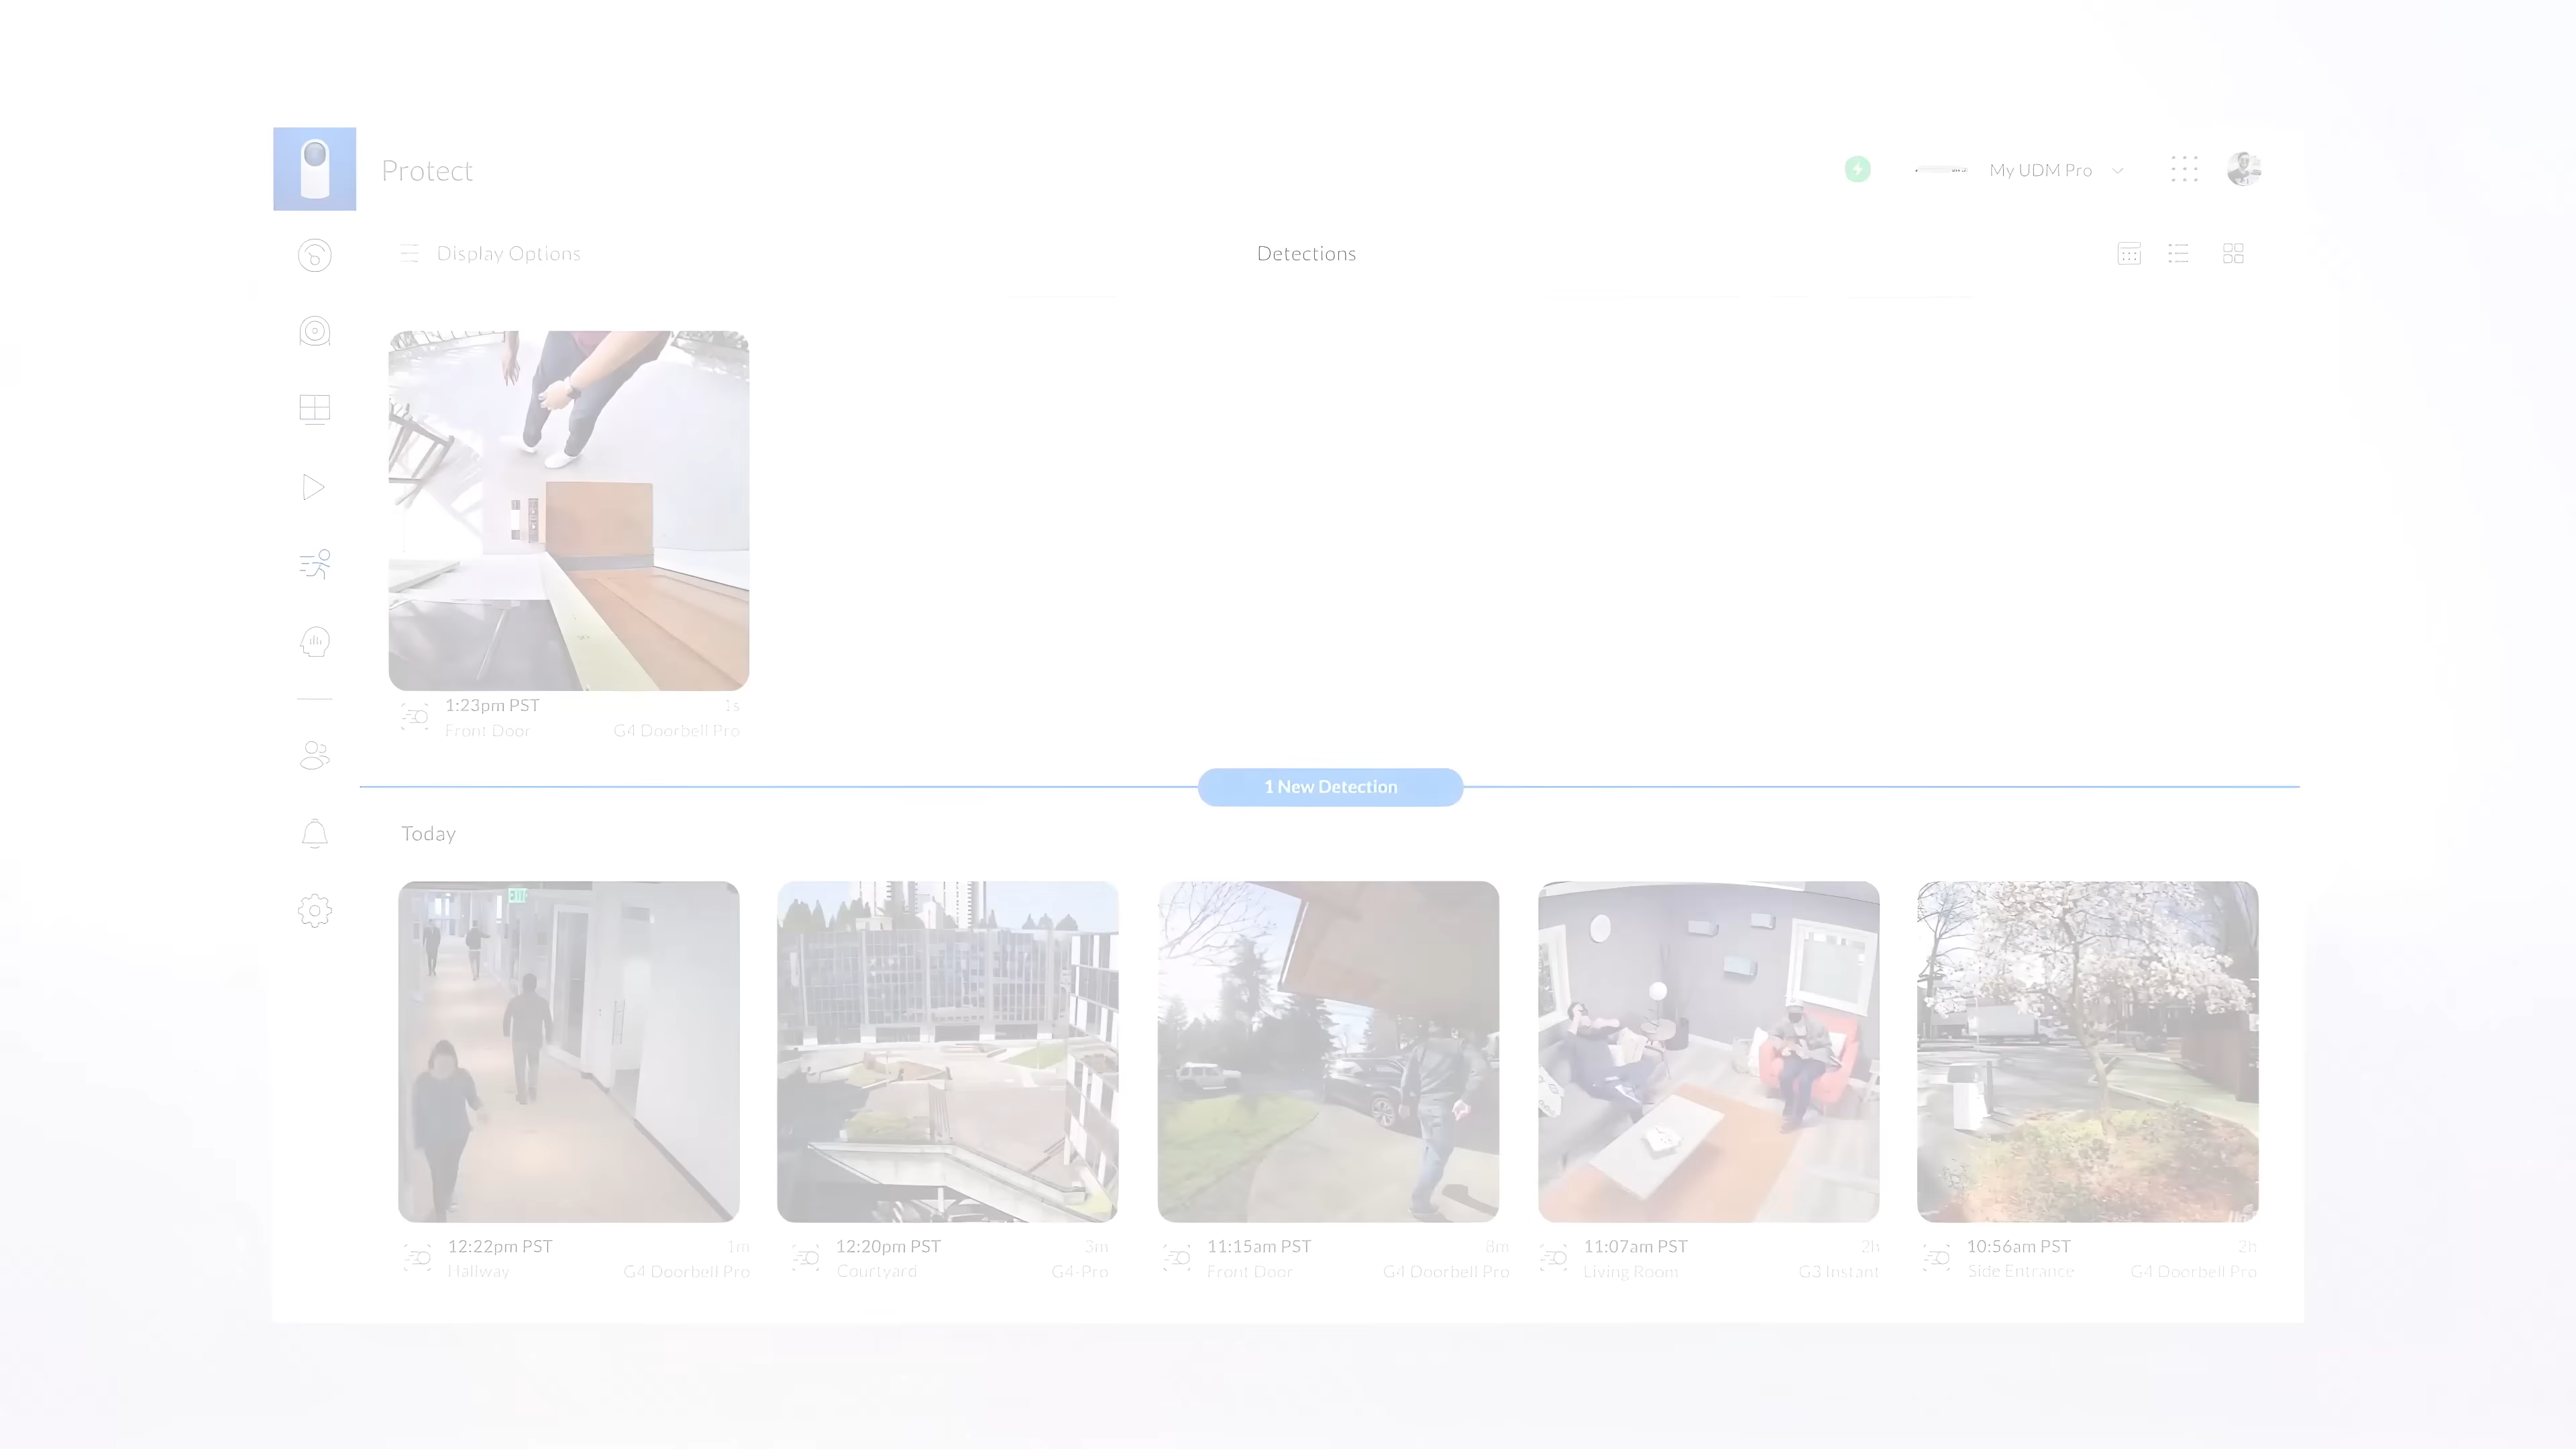 Protect
My UDM Pro
Display Options
Detections
1:23pm PST
1s
Front Door
G4 Doorbell Pro
1 New Detection
Today
EXIT
12:22pm PST
1m
Hallway
G4 Doorbell Pro
12:20pm PST
3m
Courtyard
G4-Pro
11:15am PST
8m
Front Door
G4 Doorbell Pro
11:07am PST
2h
Living Room
G3 Instant
10:56am PST
2h
Side Entrance
G4 Doorbell Pro